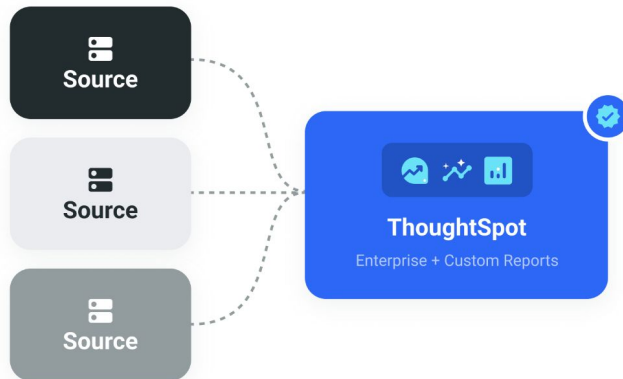 Source
Source
Source
ThoughtSpot
Enterprise + Custom Reports